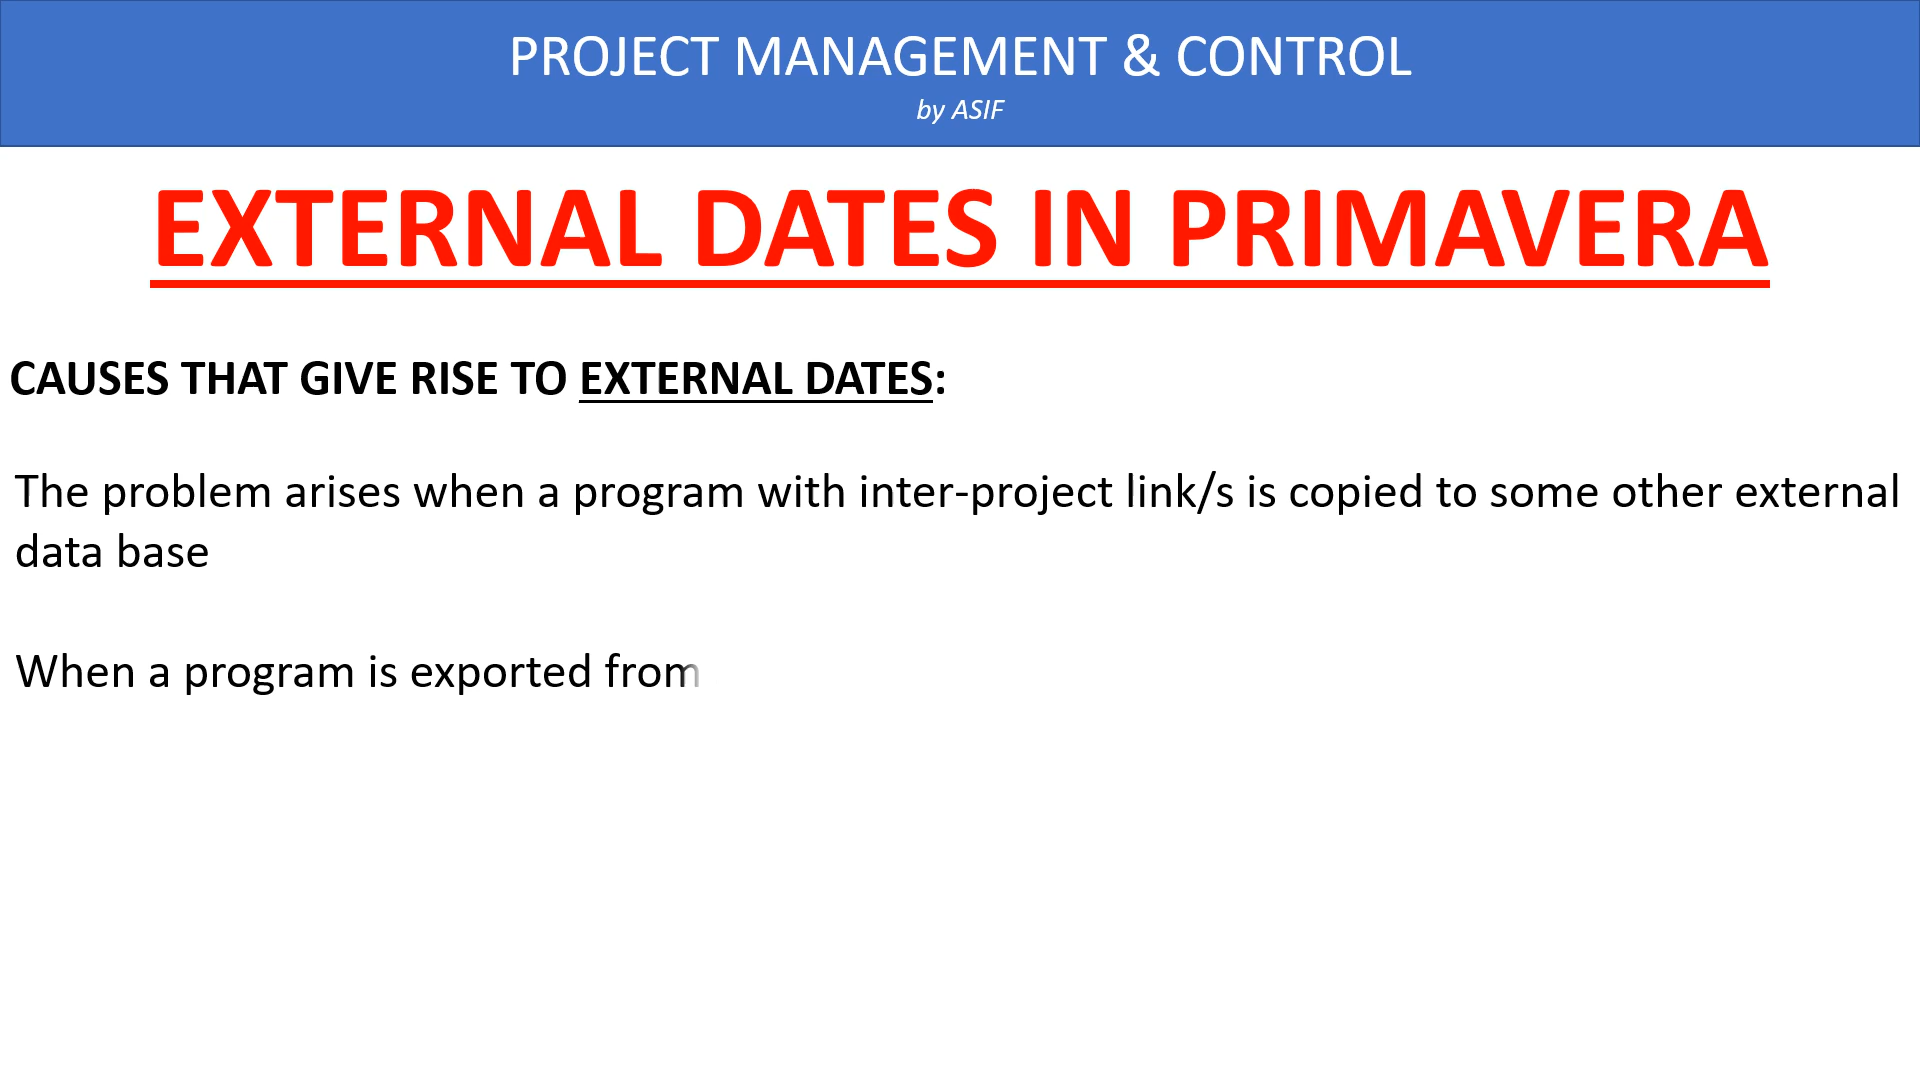 PROJECT MANAGEMENT & CONTROL
by ASIF
EXTERNAL DATES IN PRIMAVERA
CAUSES THAT GIVE RISE TO EXTERNAL DATES:
The problem arises when a program with inter-project link/s is copied to some other external
data base
When a program is exported from